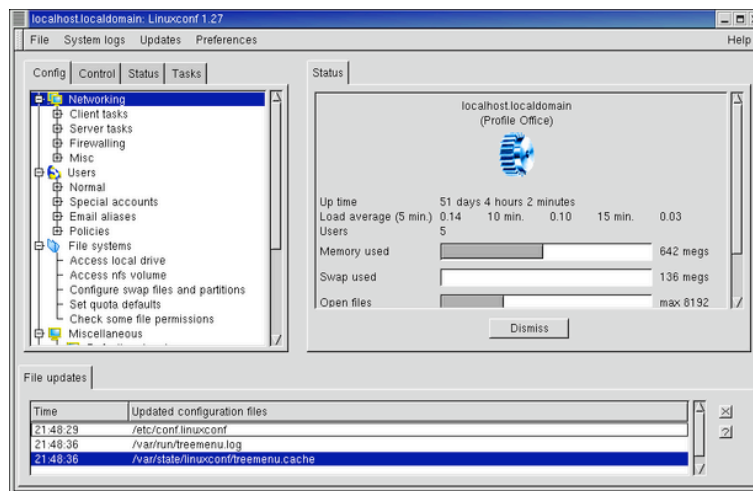 localhost.localdomain: Linuxconf 1.27
File System logs Updates Preferences Help
Config Control Status Tasks
Networking
Client tasks
Server tasks
Firewalling
Misc
Users
Normal
Special accounts
Email aliases
Policies
File systems
Access local drive
Access nfs volume
Configure swap files and partitions
Set quota defaults
Check some file permissions
Miscellaneous
Status
localhost.localdomain
(Profile Office)
Up time 51 days 4 hours 2 minutes
Load average (5 min.) 0.14 10 min. 0.10 15 min. 0.03
Users 5
Memory used 642 megs
Swap used 136 megs
Open files max 8192
Dismiss
File updates
Time Updated configuration files
21:48:29 /etc/conf.linuxconf
21:48:36 /var/run/treemenu.log
21:48:36 /var/state/linuxconf/treemenu.cache
?